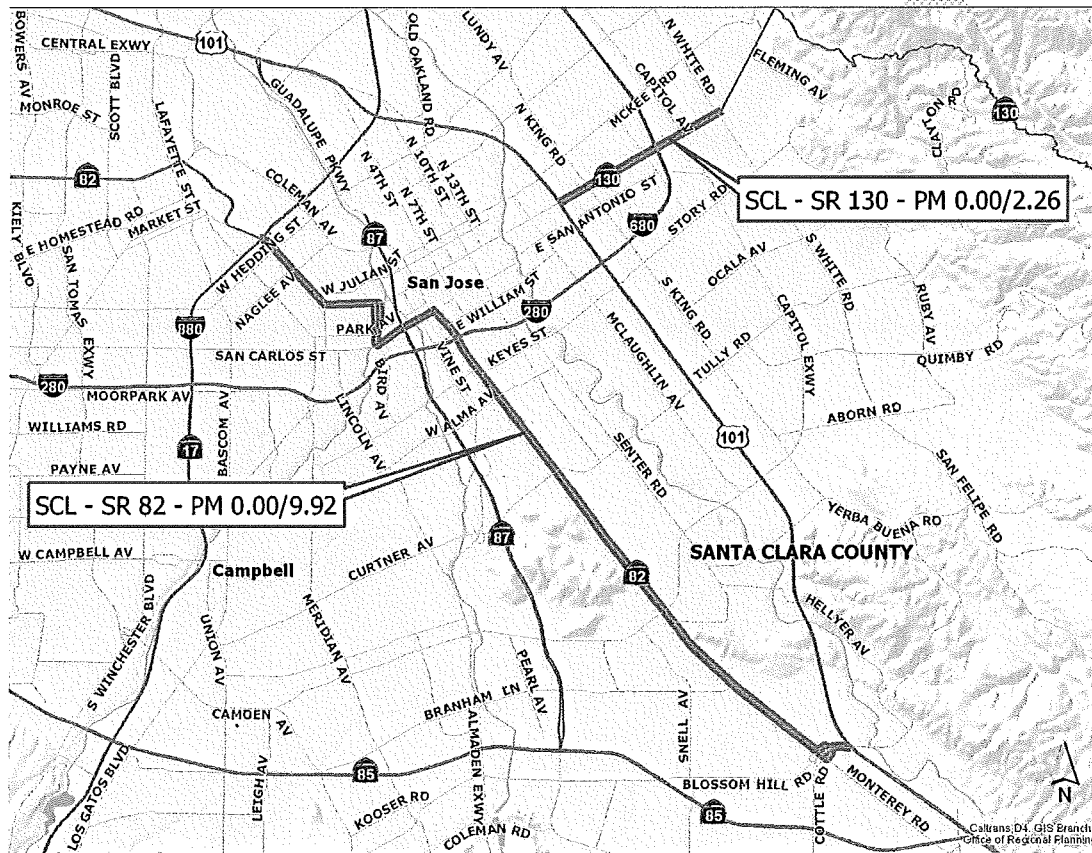 BOWERS AV
CENTRAL EXWY
SCOTT BLVD
MONROE ST
LAFAYETTE ST
101
GUADALUPE PKWY
OLD OAKLAND RD
LUNDY AV
N WHITE RD
CAPITOL AV
MCKEE RD
FLEMING AV
CLAYTON RD
130
N KING RD
N 13TH ST
N 10TH ST
N 7TH ST
N 4TH ST
COLEMAN AV
82
KIELY BLVD
E HOMESTEAD RD
MARKET ST
SAN TOMAS EXWY
W HEDDING ST
NAGLEE AV
W JULIAN ST
87
San Jose
130
E SAN ANTONIO ST
680
STORY RD
SCL - SR 130 - PM 0.00/2.26
S WHITE RD
OCALA AV
RUBY AV
S KING RD
E WILLIAM ST
280
KEYES ST
PARK AV
880
SAN CARLOS ST
BIRD AV
VINE ST
MCLAUGHLIN AV
TULLY RD
CAPITOL EXWY
QUIMBY RD
280
MOORPARK AV
WILLIAMS RD
17
BASCOM AV
LINCOLN AV
W ALMA AV
ABORN RD
101
PAYNE AV
SENTER RD
SAN FELIPE RD
SCL - SR 82 - PM 0.00/9.92
YERBA BUENA RD
W CAMPBELL AV
Campbell
CURTNER AV
87
82
SANTA CLARA COUNTY
S WINCHESTER BLVD
UNION AV
MERIDIAN AV
HELLYER AV
PEARL AV
BRANHAM LN
CAMDEN AV
ALMADEN EXWY
SNELL AV
LOS GATOS BLVD
LEIGH AV
85
KOOSER RD
COLEMAN RD
BLOSSOM HILL RD
85
COTTLE RD
MONTEREY RD
N
Caltrans D4, GIS Branch
Office of Regional Plannin